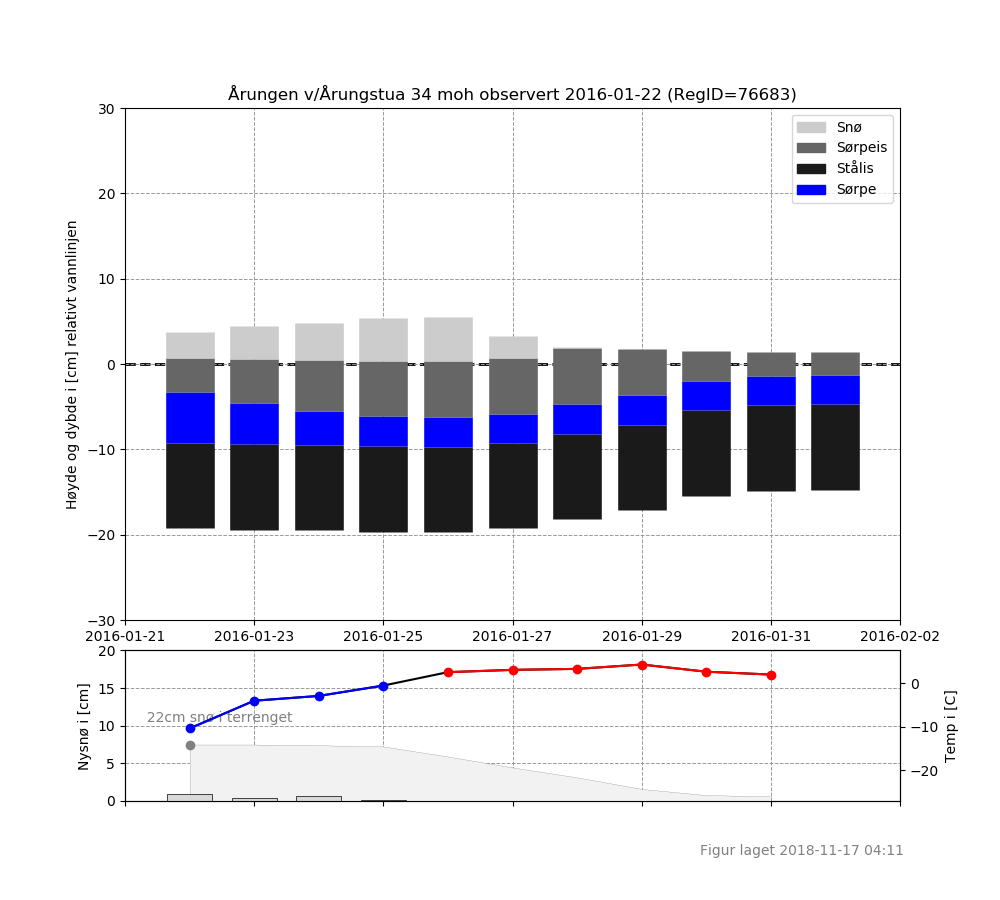 Årungen v/Årungstua 34 moh observert 2016-01-22 (RegID=76683)
30
20
10
0
−10
−20
−30
Høyde og dybde i [cm] relativt vannlinjen
Snø
Sørpeis
Stålis
Sørpe
2016-01-21
2016-01-23
2016-01-25
2016-01-27
2016-01-29
2016-01-31
2016-02-02
20
15
10
5
0
Nysnø i [cm]
22cm snø i terrenget
0
−10
−20
Temp i [C]
Figur laget 2018-11-17 04:11